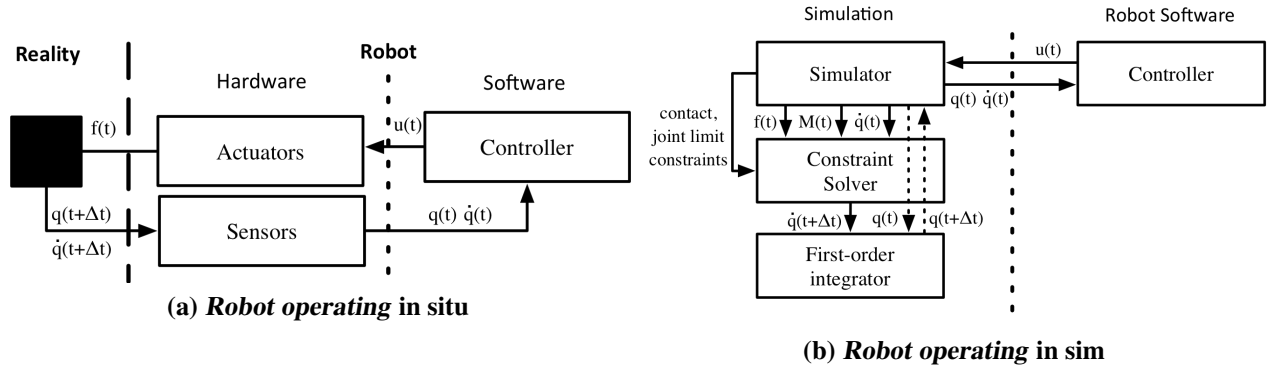 Reality
Robot
Hardware
Software
f(t)
Actuators
u(t)
Controller
q(t+Δt)
q̇(t+Δt)
Sensors
q(t) q̇(t)
(a) Robot operating in situ
Simulation
Robot Software
Simulator
u(t)
q(t) q̇(t)
Controller
contact,
joint limit
constraints
f(t)
M(t)
q̇(t)
Constraint
Solver
q̇(t+Δt)
q(t)
q(t+Δt)
First-order
integrator
(b) Robot operating in sim